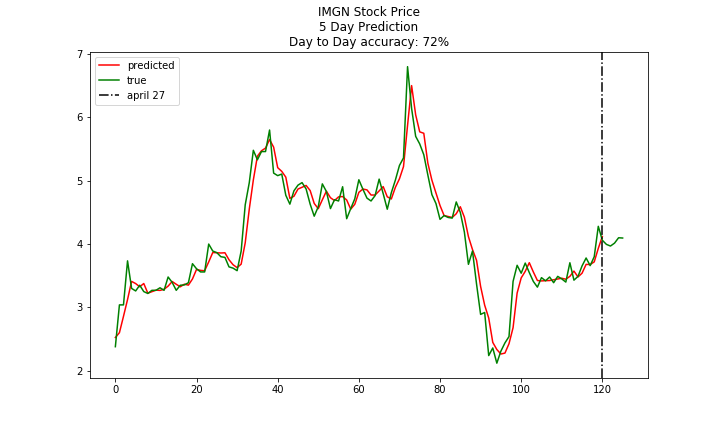 IMGN Stock Price
5 Day Prediction
Day to Day accuracy: 72%
predicted
true
april 27
7
6
5
4
3
2
0
20
40
60
80
100
120